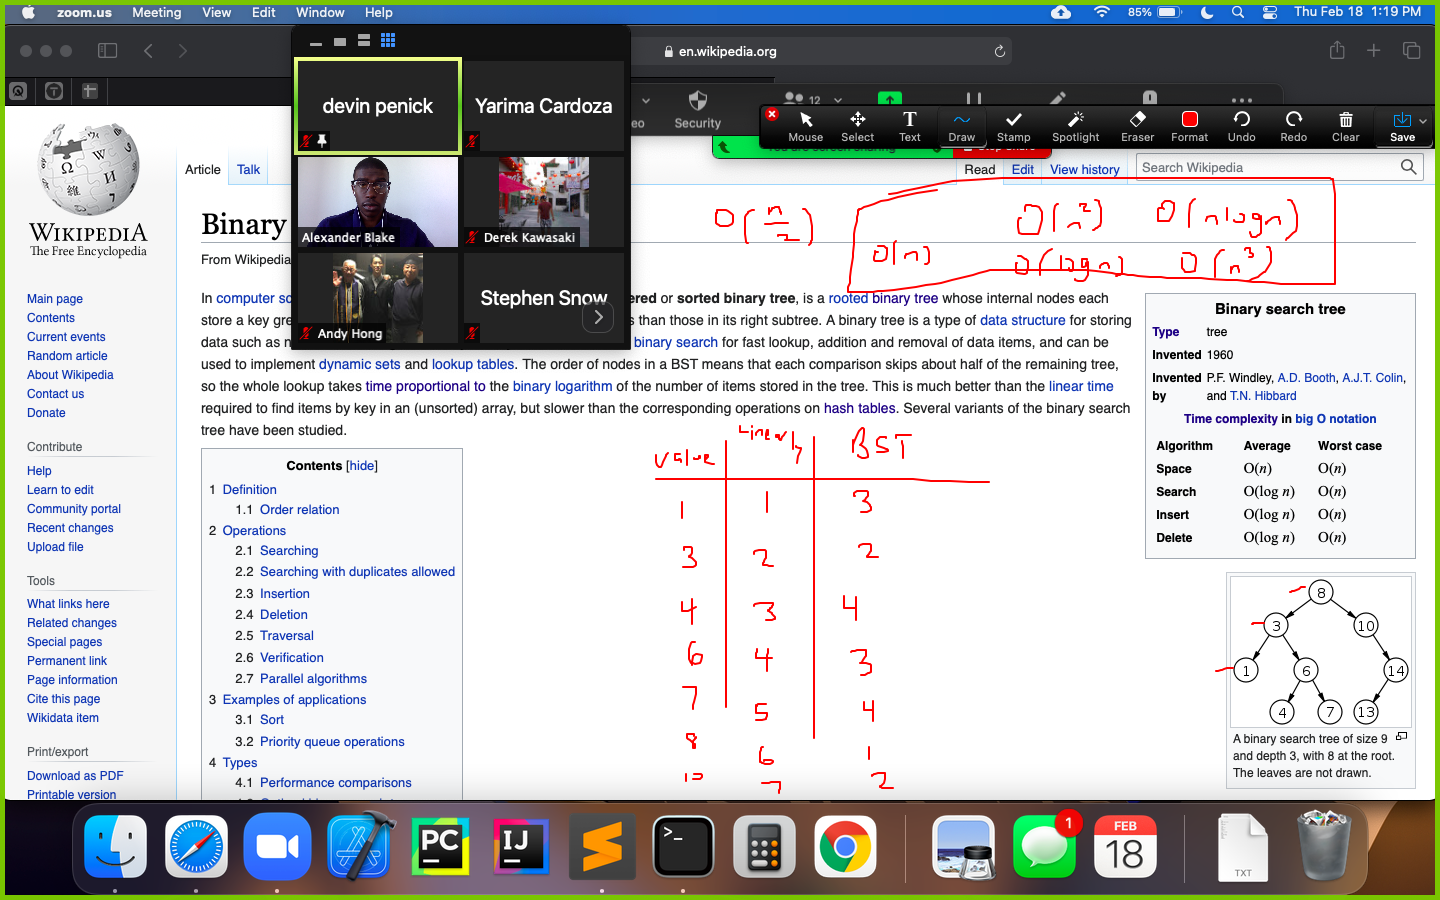 zoom.us Meeting View Edit Window Help 85% Thu Feb 18 1:19 PM
en.wikipedia.org
devin penick
Yarima Cardoza
Alexander Blake
Derek Kawasaki
Andy Hong
Stephen Snow
12
Security
Mouse Select Text Draw Stamp Spotlight Eraser Format Undo Redo Clear Save
Article Talk
Read Edit View history Search Wikipedia
WIKIPEDIA
The Free Encyclopedia
Main page
Contents
Current events
Random article
About Wikipedia
Contact us
Donate
Contribute
Help
Learn to edit
Community portal
Recent changes
Upload file
Tools
What links here
Related changes
Special pages
Permanent link
Page information
Cite this page
Wikidata item
Print/export
Download as PDF
Printable version
Binary
O(n/2)
O(n²) O(nlogn)
O(n) O(logn) O(n³)
From Wikipedia
In computer sc ered or sorted binary tree, is a rooted binary tree whose internal nodes each
store a key gre s than those in its right subtree. A binary tree is a type of data structure for storing
data such as n binary search for fast lookup, addition and removal of data items, and can be
used to implement dynamic sets and lookup tables. The order of nodes in a BST means that each comparison skips about half of the remaining tree,
so the whole lookup takes time proportional to the binary logarithm of the number of items stored in the tree. This is much better than the linear time
required to find items by key in an (unsorted) array, but slower than the corresponding operations on hash tables. Several variants of the binary search
tree have been studied.
Contents [hide]
1 Definition
1.1 Order relation
2 Operations
2.1 Searching
2.2 Searching with duplicates allowed
2.3 Insertion
2.4 Deletion
2.5 Traversal
2.6 Verification
2.7 Parallel algorithms
3 Examples of applications
3.1 Sort
3.2 Priority queue operations
4 Types
4.1 Performance comparisons
value Linearly BST
1 1 3
3 2 2
4 3 4
6 4 3
7 5 4
8 6 1
10 7 2
Binary search tree
Type tree
Invented 1960
Invented by P.F. Windley, A.D. Booth, A.J.T. Colin,
and T.N. Hibbard
Time complexity in big O notation
Algorithm Average Worst case
Space O(n) O(n)
Search O(log n) O(n)
Insert O(log n) O(n)
Delete O(log n) O(n)
8
3 10
1 6 14
4 7 13
A binary search tree of size 9
and depth 3, with 8 at the root.
The leaves are not drawn.
PC IJ >_ 1 FEB 18 TXT